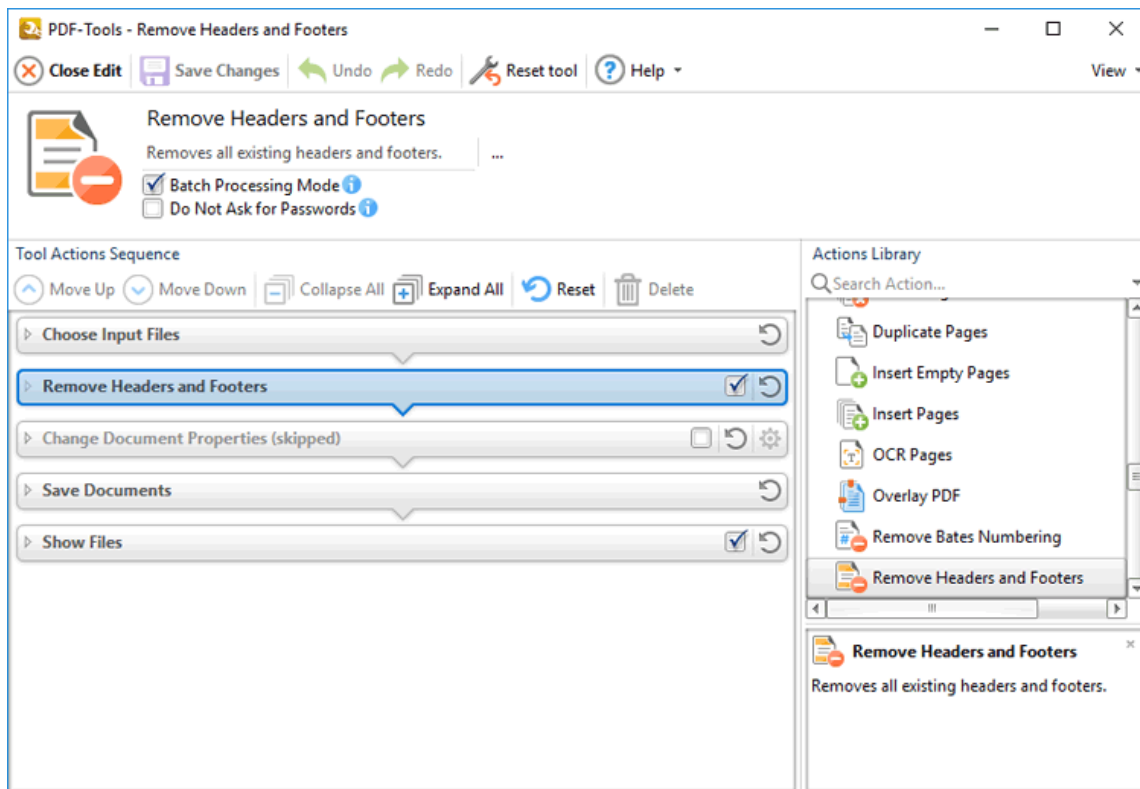 PDF-Tools - Remove Headers and Footers
Close Edit Save Changes Undo Redo Reset tool Help View
Remove Headers and Footers
Removes all existing headers and footers. ...
Batch Processing Mode
Do Not Ask for Passwords
Tool Actions Sequence
Move Up Move Down Collapse All Expand All Reset Delete
Choose Input Files
Remove Headers and Footers
Change Document Properties (skipped)
Save Documents
Show Files
Actions Library
Search Action...
Duplicate Pages
Insert Empty Pages
Insert Pages
OCR Pages
Overlay PDF
Remove Bates Numbering
Remove Headers and Footers
Remove Headers and Footers
Removes all existing headers and footers.